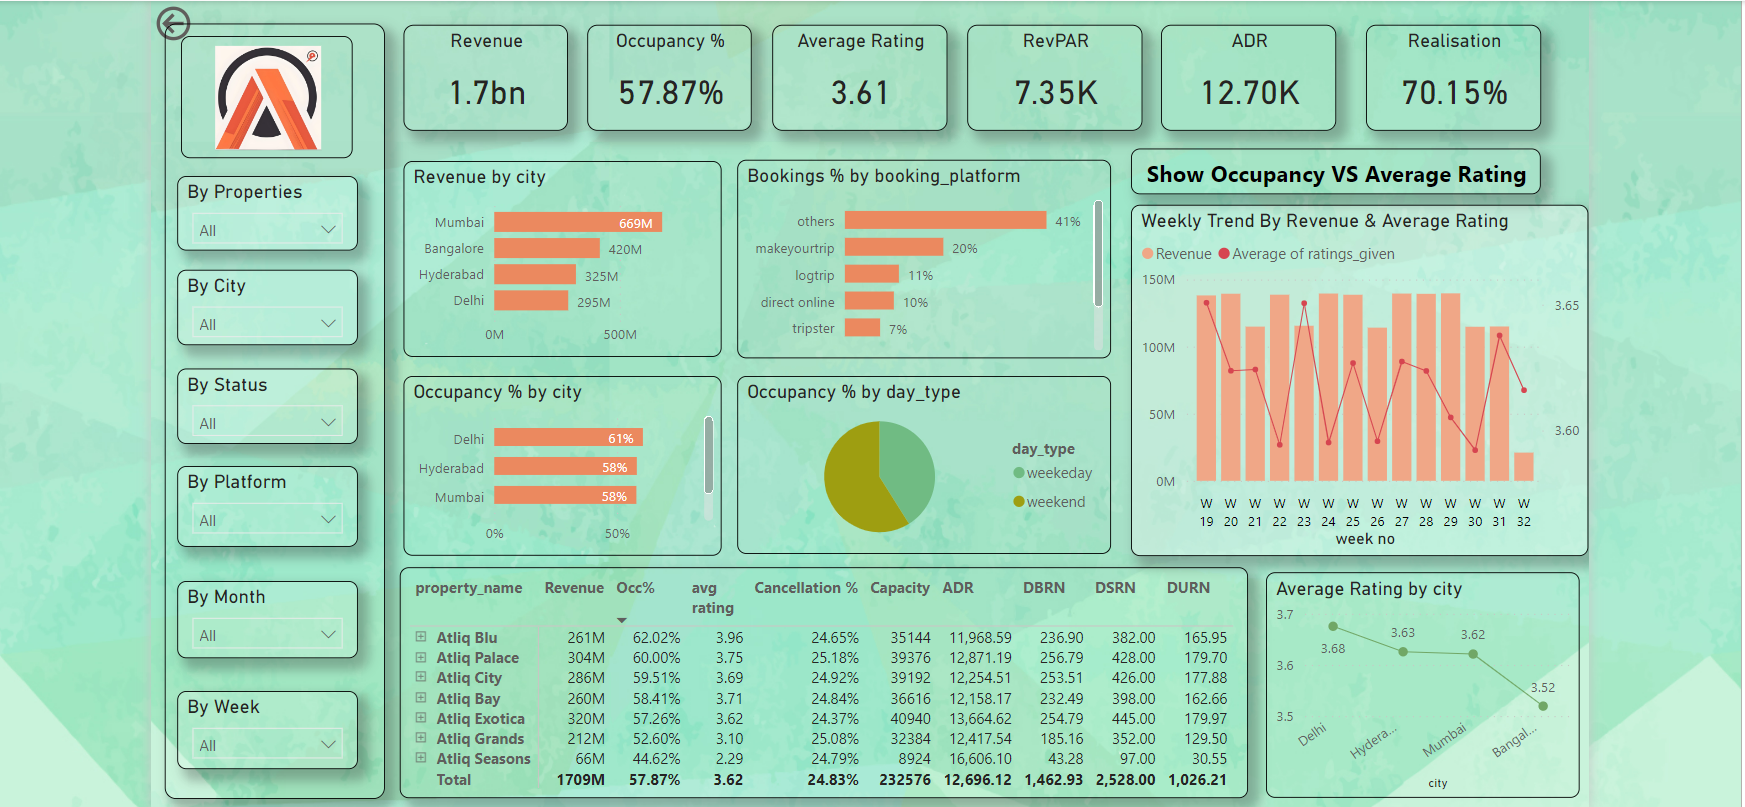 Revenue
1.7bn
Occupancy %
57.87%
Average Rating
3.61
RevPAR
7.35K
ADR
12.70K
Realisation
70.15%
By Properties
All
By City
All
By Status
All
By Platform
All
By Month
All
By Week
All
Revenue by city
Mumbai 669M
Bangalore 420M
Hyderabad 325M
Delhi 295M
0M 500M
Bookings % by booking_platform
others 41%
makeyourtrip 20%
logtrip 11%
direct online 10%
tripster 7%
Show Occupancy VS Average Rating
Weekly Trend By Revenue & Average Rating
Revenue Average of ratings_given
150M
100M
50M
0M
3.65
3.60
W W W W W W W W W W W W W W
19 20 21 22 23 24 25 26 27 28 29 30 31 32
week no
Occupancy % by city
Delhi 61%
Hyderabad 58%
Mumbai 58%
0% 50%
Occupancy % by day_type
day_type
weekeday
weekend
property_name Revenue Occ% avg rating Cancellation % Capacity ADR DBRN DSRN DURN
Atliq Blu 261M 62.02% 3.96 24.65% 35144 11,968.59 236.90 382.00 165.95
Atliq Palace 304M 60.00% 3.75 25.18% 39376 12,871.19 256.79 428.00 179.70
Atliq City 286M 59.51% 3.69 24.92% 39192 12,254.51 253.51 426.00 177.88
Atliq Bay 260M 58.41% 3.71 24.84% 36616 12,158.17 232.49 398.00 162.66
Atliq Exotica 320M 57.26% 3.62 24.37% 40940 13,664.62 254.79 445.00 179.97
Atliq Grands 212M 52.60% 3.10 25.08% 32384 12,417.54 185.16 352.00 129.50
Atliq Seasons 66M 44.62% 2.29 24.79% 8924 16,606.10 43.28 97.00 30.55
Total 1709M 57.87% 3.62 24.83% 232576 12,696.12 1,462.93 2,528.00 1,026.21
Average Rating by city
3.7
3.6
3.5
3.68
3.63
3.62
3.52
Delhi
Hydera...
Mumbai
Bangal...
city